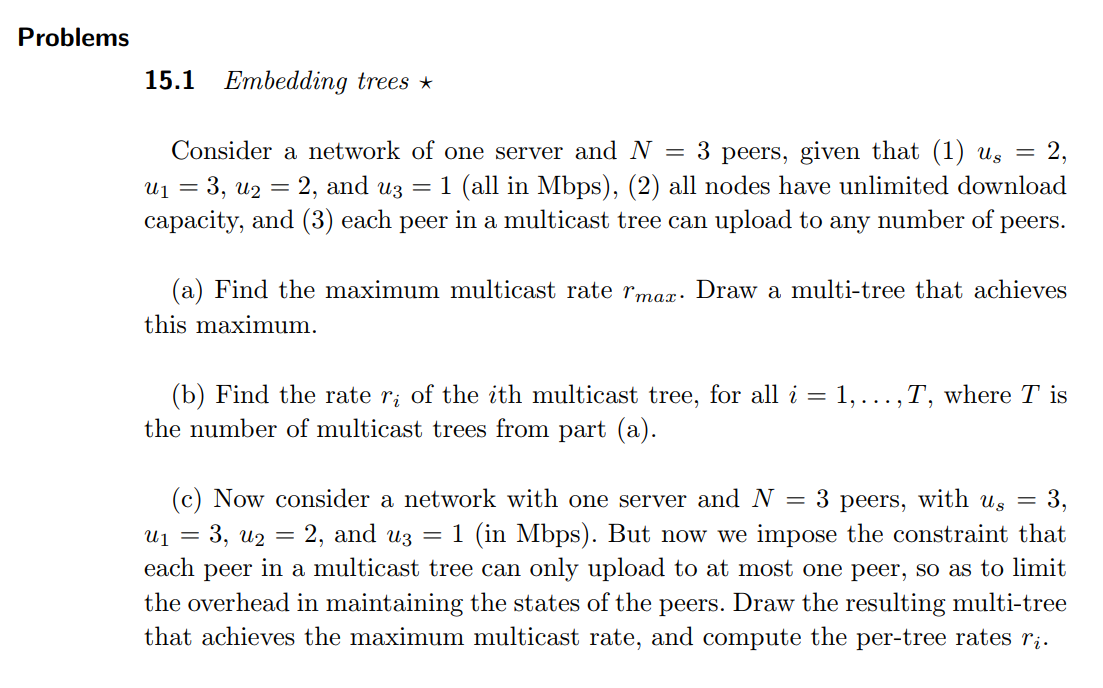 Problems
15.1 Embedding trees ⋆
Consider a network of one server and N = 3 peers, given that (1) u_s = 2,
u_1 = 3, u_2 = 2, and u_3 = 1 (all in Mbps), (2) all nodes have unlimited download
capacity, and (3) each peer in a multicast tree can upload to any number of peers.
(a) Find the maximum multicast rate r_{max}. Draw a multi-tree that achieves
this maximum.
(b) Find the rate r_i of the ith multicast tree, for all i = 1, . . . , T, where T is
the number of multicast trees from part (a).
(c) Now consider a network with one server and N = 3 peers, with u_s = 3,
u_1 = 3, u_2 = 2, and u_3 = 1 (in Mbps). But now we impose the constraint that
each peer in a multicast tree can only upload to at most one peer, so as to limit
the overhead in maintaining the states of the peers. Draw the resulting multi-tree
that achieves the maximum multicast rate, and compute the per-tree rates r_i.